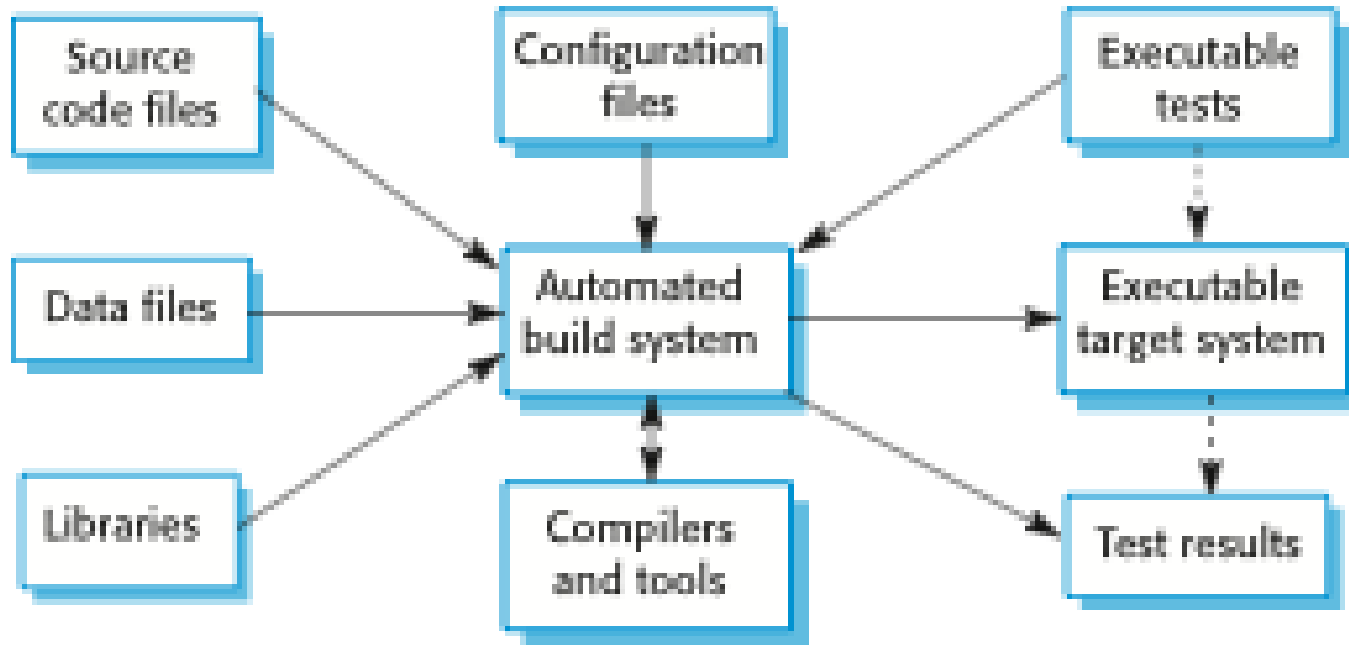 Source
code files
Configuration
files
Executable
tests
Data files
Automated
build system
Executable
target system
Libraries
Compilers
and tools
Test results